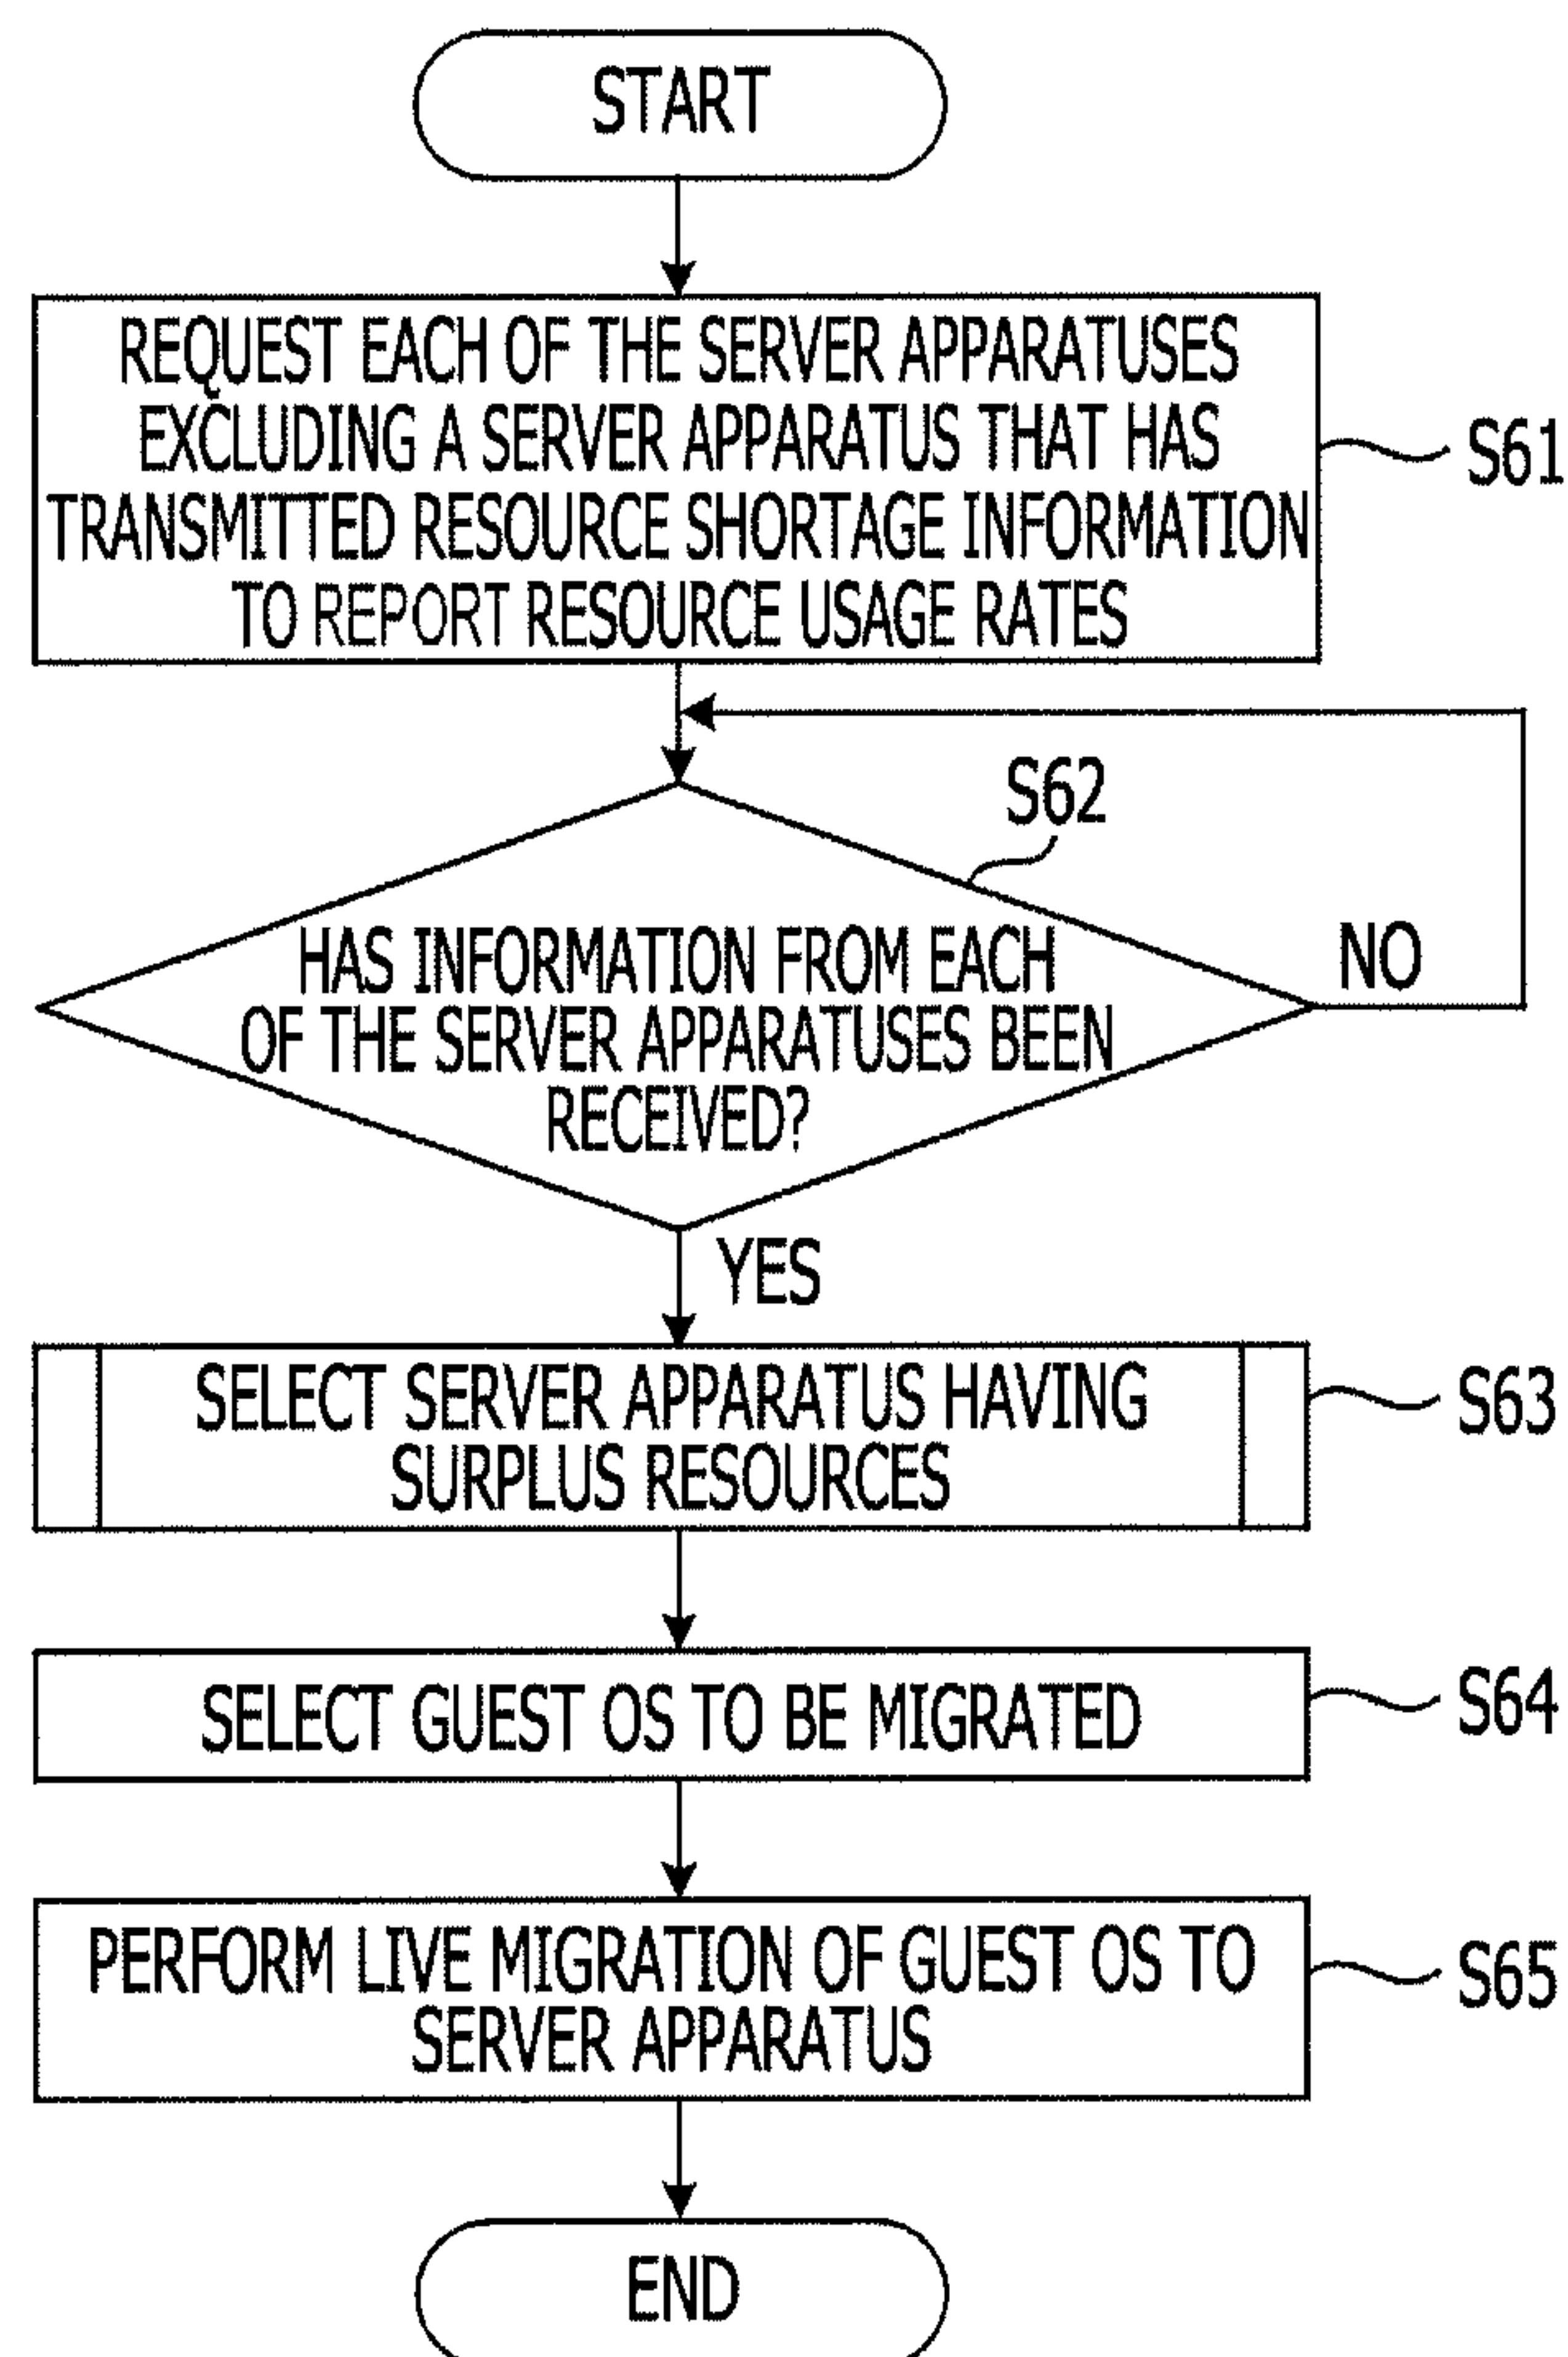 START
REQUEST EACH OF THE SERVER APPARATUSES
EXCLUDING A SERVER APPARATUS THAT HAS
TRANSMITTED RESOURCE SHORTAGE INFORMATION
TO REPORT RESOURCE USAGE RATES
S61
S62
HAS INFORMATION FROM EACH
OF THE SERVER APPARATUSES BEEN
RECEIVED?
NO
YES
SELECT SERVER APPARATUS HAVING
SURPLUS RESOURCES
S63
SELECT GUEST OS TO BE MIGRATED
S64
PERFORM LIVE MIGRATION OF GUEST OS TO
SERVER APPARATUS
S65
END